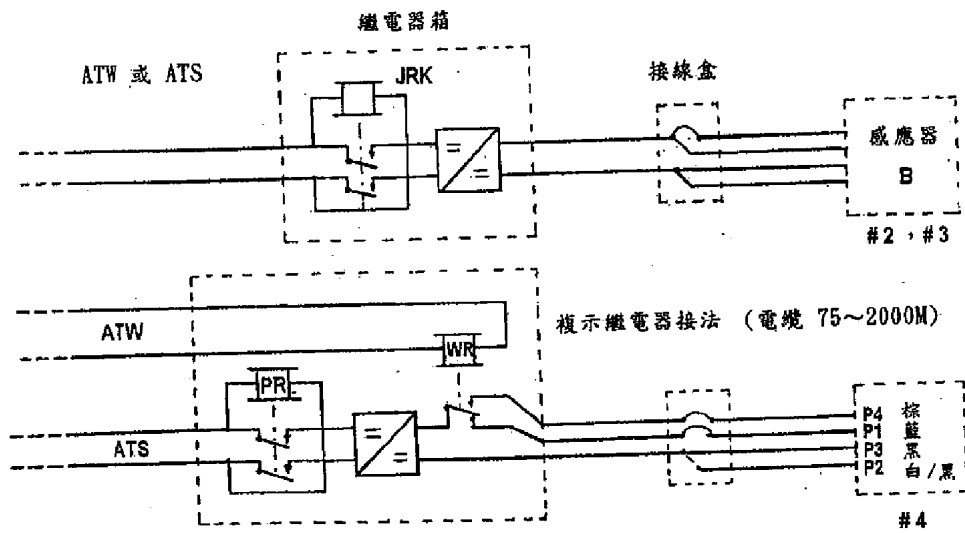 繼電器箱
ATW 或 ATS
JRK
接線盒
感應器
B
#2,#3
ATW
WR
複示繼電器接法 (電纜 75~2000M)
PR
ATS
P4 棕
P1 藍
P3 黑
P2 白/黑
#4